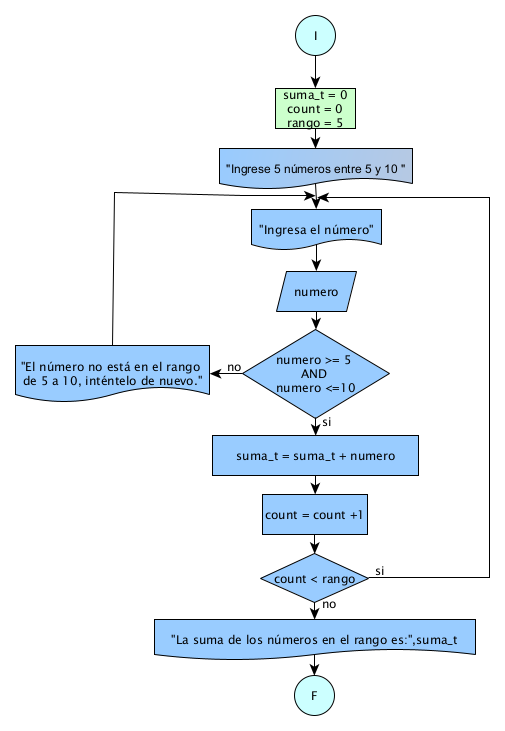 I
suma_t = 0
count = 0
rango = 5
"Ingrese 5 números entre 5 y 10 "
"Ingresa el número"
numero
numero >= 5
AND
numero <=10
no
"El número no está en el rango
de 5 a 10, inténtelo de nuevo."
si
suma_t = suma_t + numero
count = count +1
count < rango
si
no
"La suma de los números en el rango es:",suma_t
F